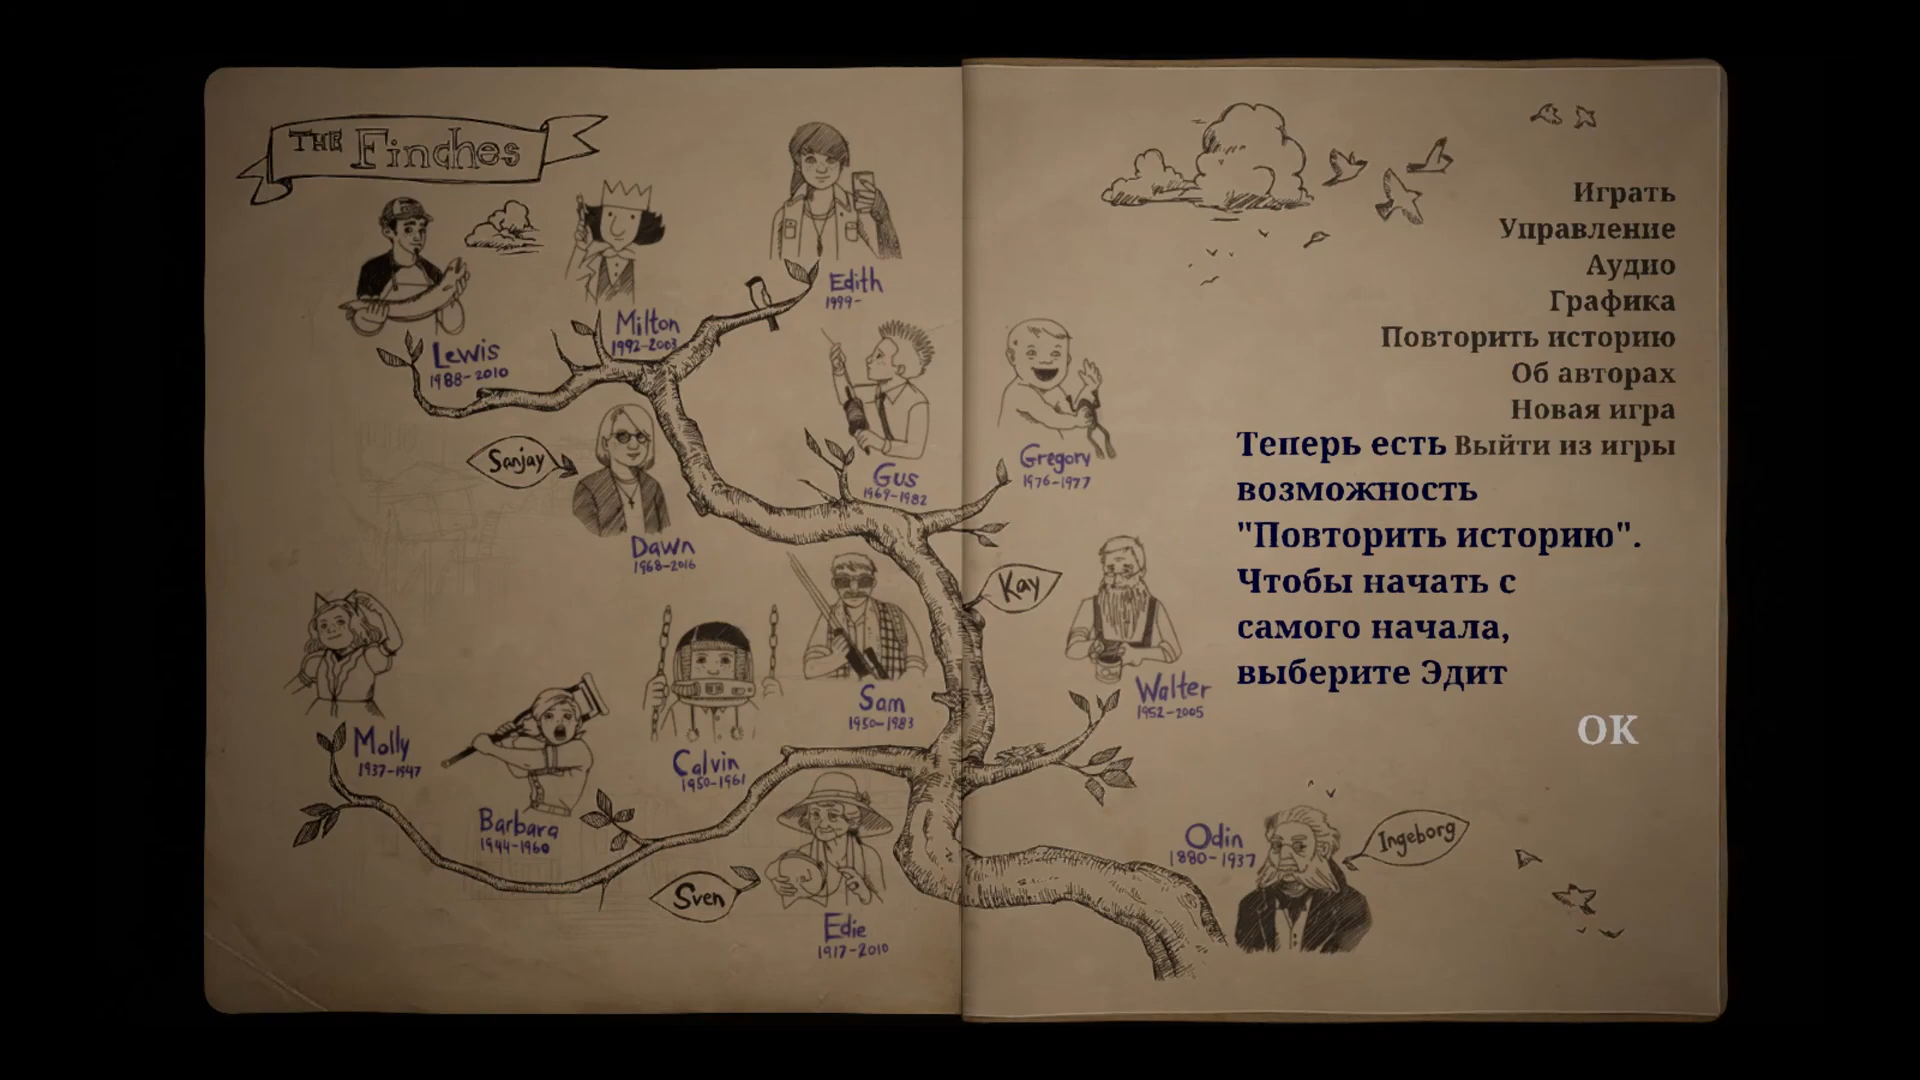 THE Finches
Edith
1999-
Milton
1992-2003
Lewis
1988-2010
Sanjay
Dawn
1968-2016
Gus
1969-1982
Gregory
1976-1977
Kay
Sam
1950-1983
Walter
1952-2005
Calvin
1950-1961
Molly
1937-1947
Barbara
1944-1960
Sven
Edie
1917-2010
Odin
1880-1937
Ingeborg
Играть
Управление
Аудио
Графика
Повторить историю
Об авторах
Новая игра
Выйти из игры
Теперь есть
возможность
"Повторить историю".
Чтобы начать с
самого начала,
выберите Эдит
ОК